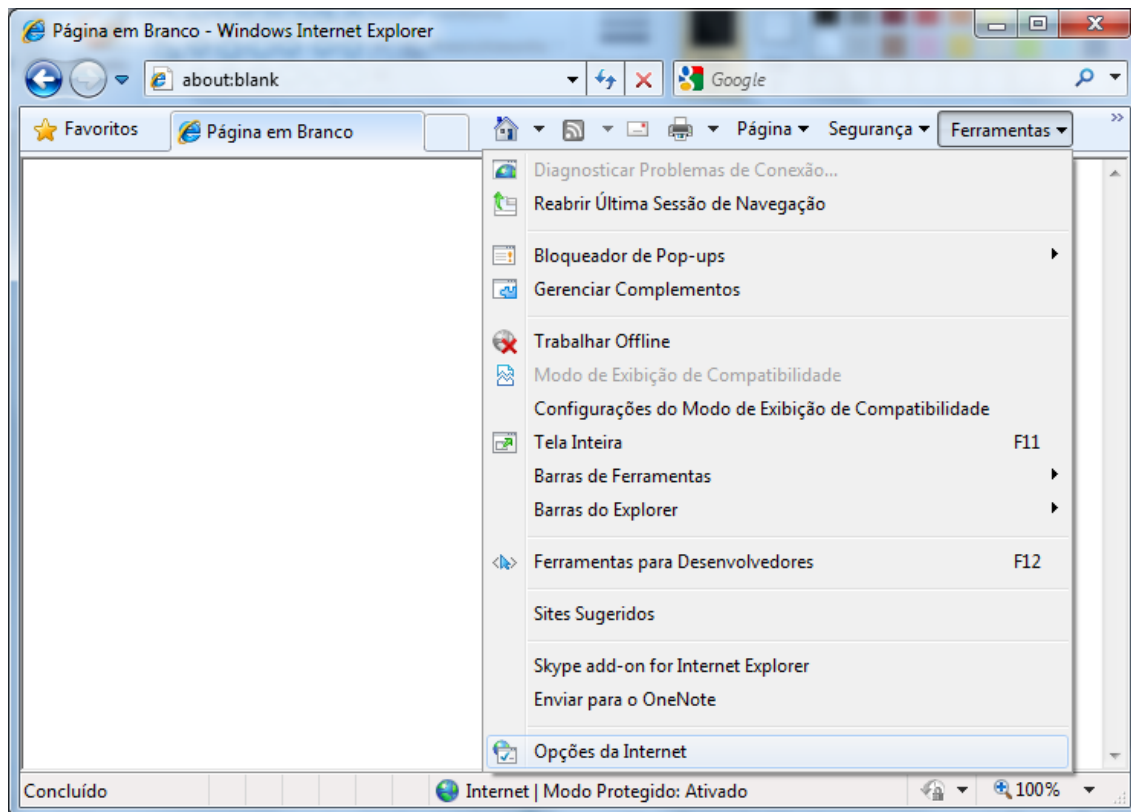 Página em Branco - Windows Internet Explorer
about:blank
Google
Favoritos
Página em Branco
Página
Segurança
Ferramentas
Diagnosticar Problemas de Conexão...
Reabrir Última Sessão de Navegação
Bloqueador de Pop-ups
Gerenciar Complementos
Trabalhar Offline
Modo de Exibição de Compatibilidade
Configurações do Modo de Exibição de Compatibilidade
Tela Inteira F11
Barras de Ferramentas
Barras do Explorer
Ferramentas para Desenvolvedores F12
Sites Sugeridos
Skype add-on for Internet Explorer
Enviar para o OneNote
Opções da Internet
Concluído
Internet | Modo Protegido: Ativado
100%